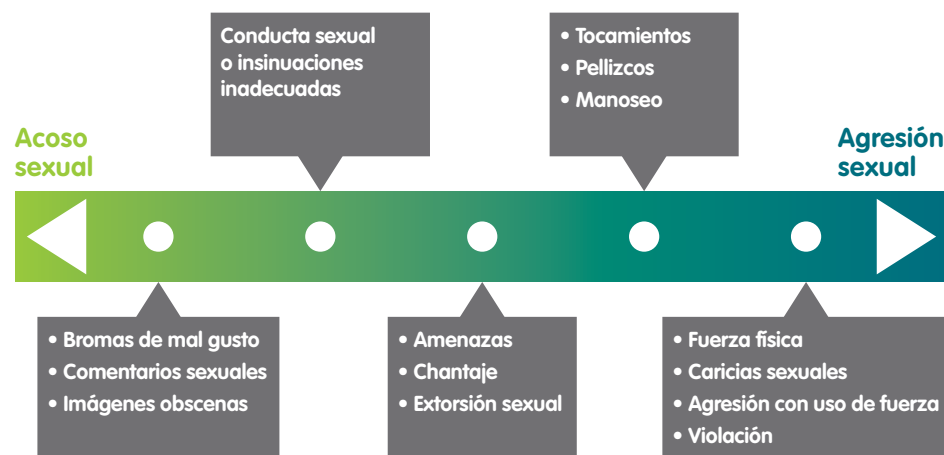 Conducta sexual
o insinuaciones
inadecuadas
• Tocamientos
• Pellizcos
• Manoseo
Acoso
sexual
Agresión
sexual
• Bromas de mal gusto
• Comentarios sexuales
• Imágenes obscenas
• Amenazas
• Chantaje
• Extorsión sexual
• Fuerza física
• Caricias sexuales
• Agresión con uso de fuerza
• Violación